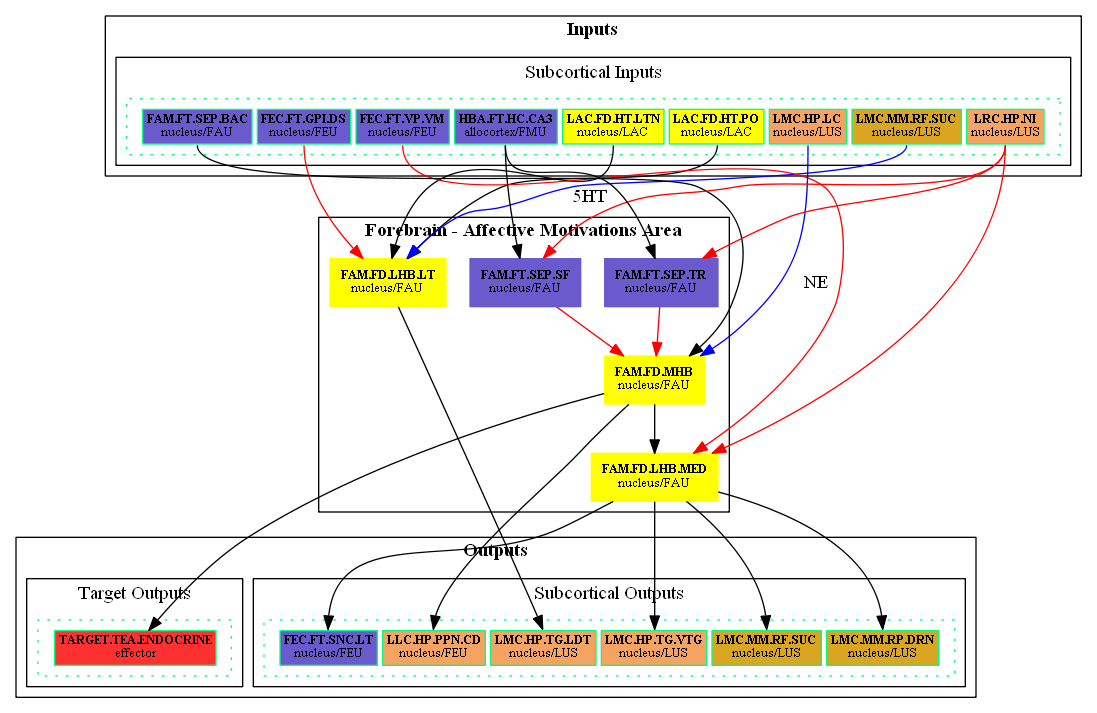 Inputs
Subcortical Inputs
FAM.FT.SEP.BAC
nucleus/FAU
FEC.FT.GPI.DS
nucleus/FEU
FEC.FT.VP.VM
nucleus/FEU
HBA.FT.HC.CA3
allocortex/FMU
LAC.FD.HT.LTN
nucleus/LAC
LAC.FD.HT.PO
nucleus/LAC
LMC.HP.LC
nucleus/LUS
LMC.MM.RF.SUC
nucleus/LUS
LRC.HP.NI
nucleus/LUS
5HT
Forebrain - Affective Motivations Area
FAM.FD.LHB.LT
nucleus/FAU
FAM.FT.SEP.SF
nucleus/FAU
FAM.FT.SEP.TR
nucleus/FAU
NE
FAM.FD.MHB
nucleus/FAU
FAM.FD.LHB.MED
nucleus/FAU
Outputs
Target Outputs
TARGET.TEA.ENDOCRINE
effector
Subcortical Outputs
FEC.FT.SNC.LT
nucleus/FEU
LLC.HP.PPN.CD
nucleus/FEU
LMC.HP.TG.LDT
nucleus/LUS
LMC.HP.TG.VTG
nucleus/LUS
LMC.MM.RF.SUC
nucleus/LUS
LMC.MM.RP.DRN
nucleus/LUS